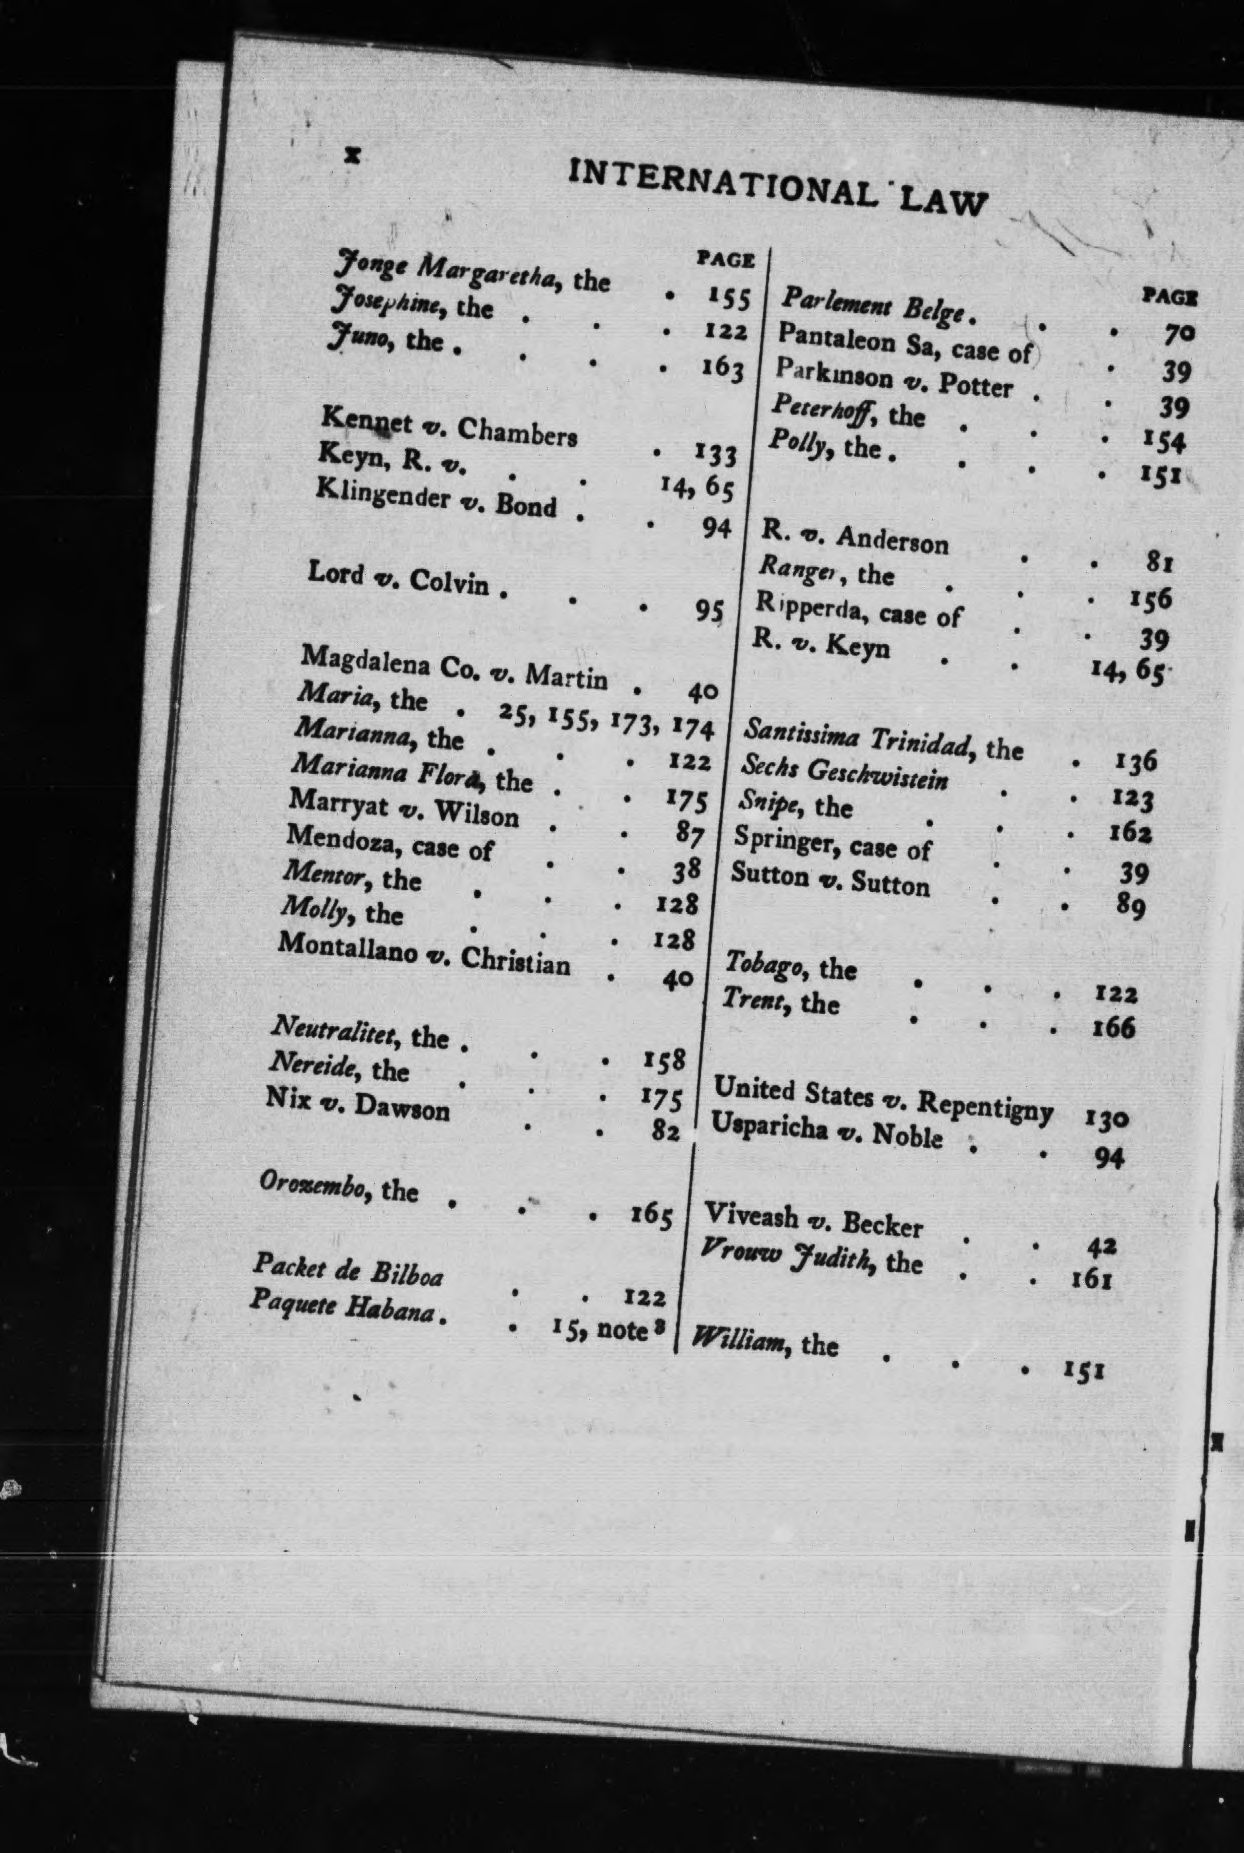 x
INTERNATIONAL LAW
PAGE
Jonge Margaretha, the . 155
Josephine, the . . . 122
Juno, the . . . . 163
Kennet v. Chambers . 133
Keyn, R. v. . . 14, 65
Klingender v. Bond . . 94
Lord v. Colvin . . . 95
Magdalena Co. v. Martin . 40
Maria, the . 25, 155, 173, 174
Marianna, the . . . 122
Marianna Flora, the . . 175
Marryat v. Wilson . . 87
Mendoza, case of . . 38
Mentor, the . . . 128
Molly, the . . . 128
Montallano v. Christian . 40
Neutralitet, the . . . 158
Nereide, the . . . 175
Nix v. Dawson . . 82
Orozembo, the . . . 165
Packet de Bilboa . . 122
Paquete Habana . . 15, note 3
PAGE
Parlement Belge . . . 70
Pantaleon Sa, case of . 39
Parkinson v. Potter . . 39
Peterhoff, the . . . 154
Polly, the . . . . 151
R. v. Anderson . . 81
Ranger, the . . . 156
Ripperda, case of . . 39
R. v. Keyn . . 14, 65
Santissima Trinidad, the . 136
Sechs Geschwistein . . 123
Snipe, the . . . 162
Springer, case of . . 39
Sutton v. Sutton . . 89
Tobago, the . . . 122
Trent, the . . . 166
United States v. Repentigny 130
Usparicha v. Noble . . 94
Viveash v. Becker . . 42
Vrouw Judith, the . . 161
William, the . . . 151